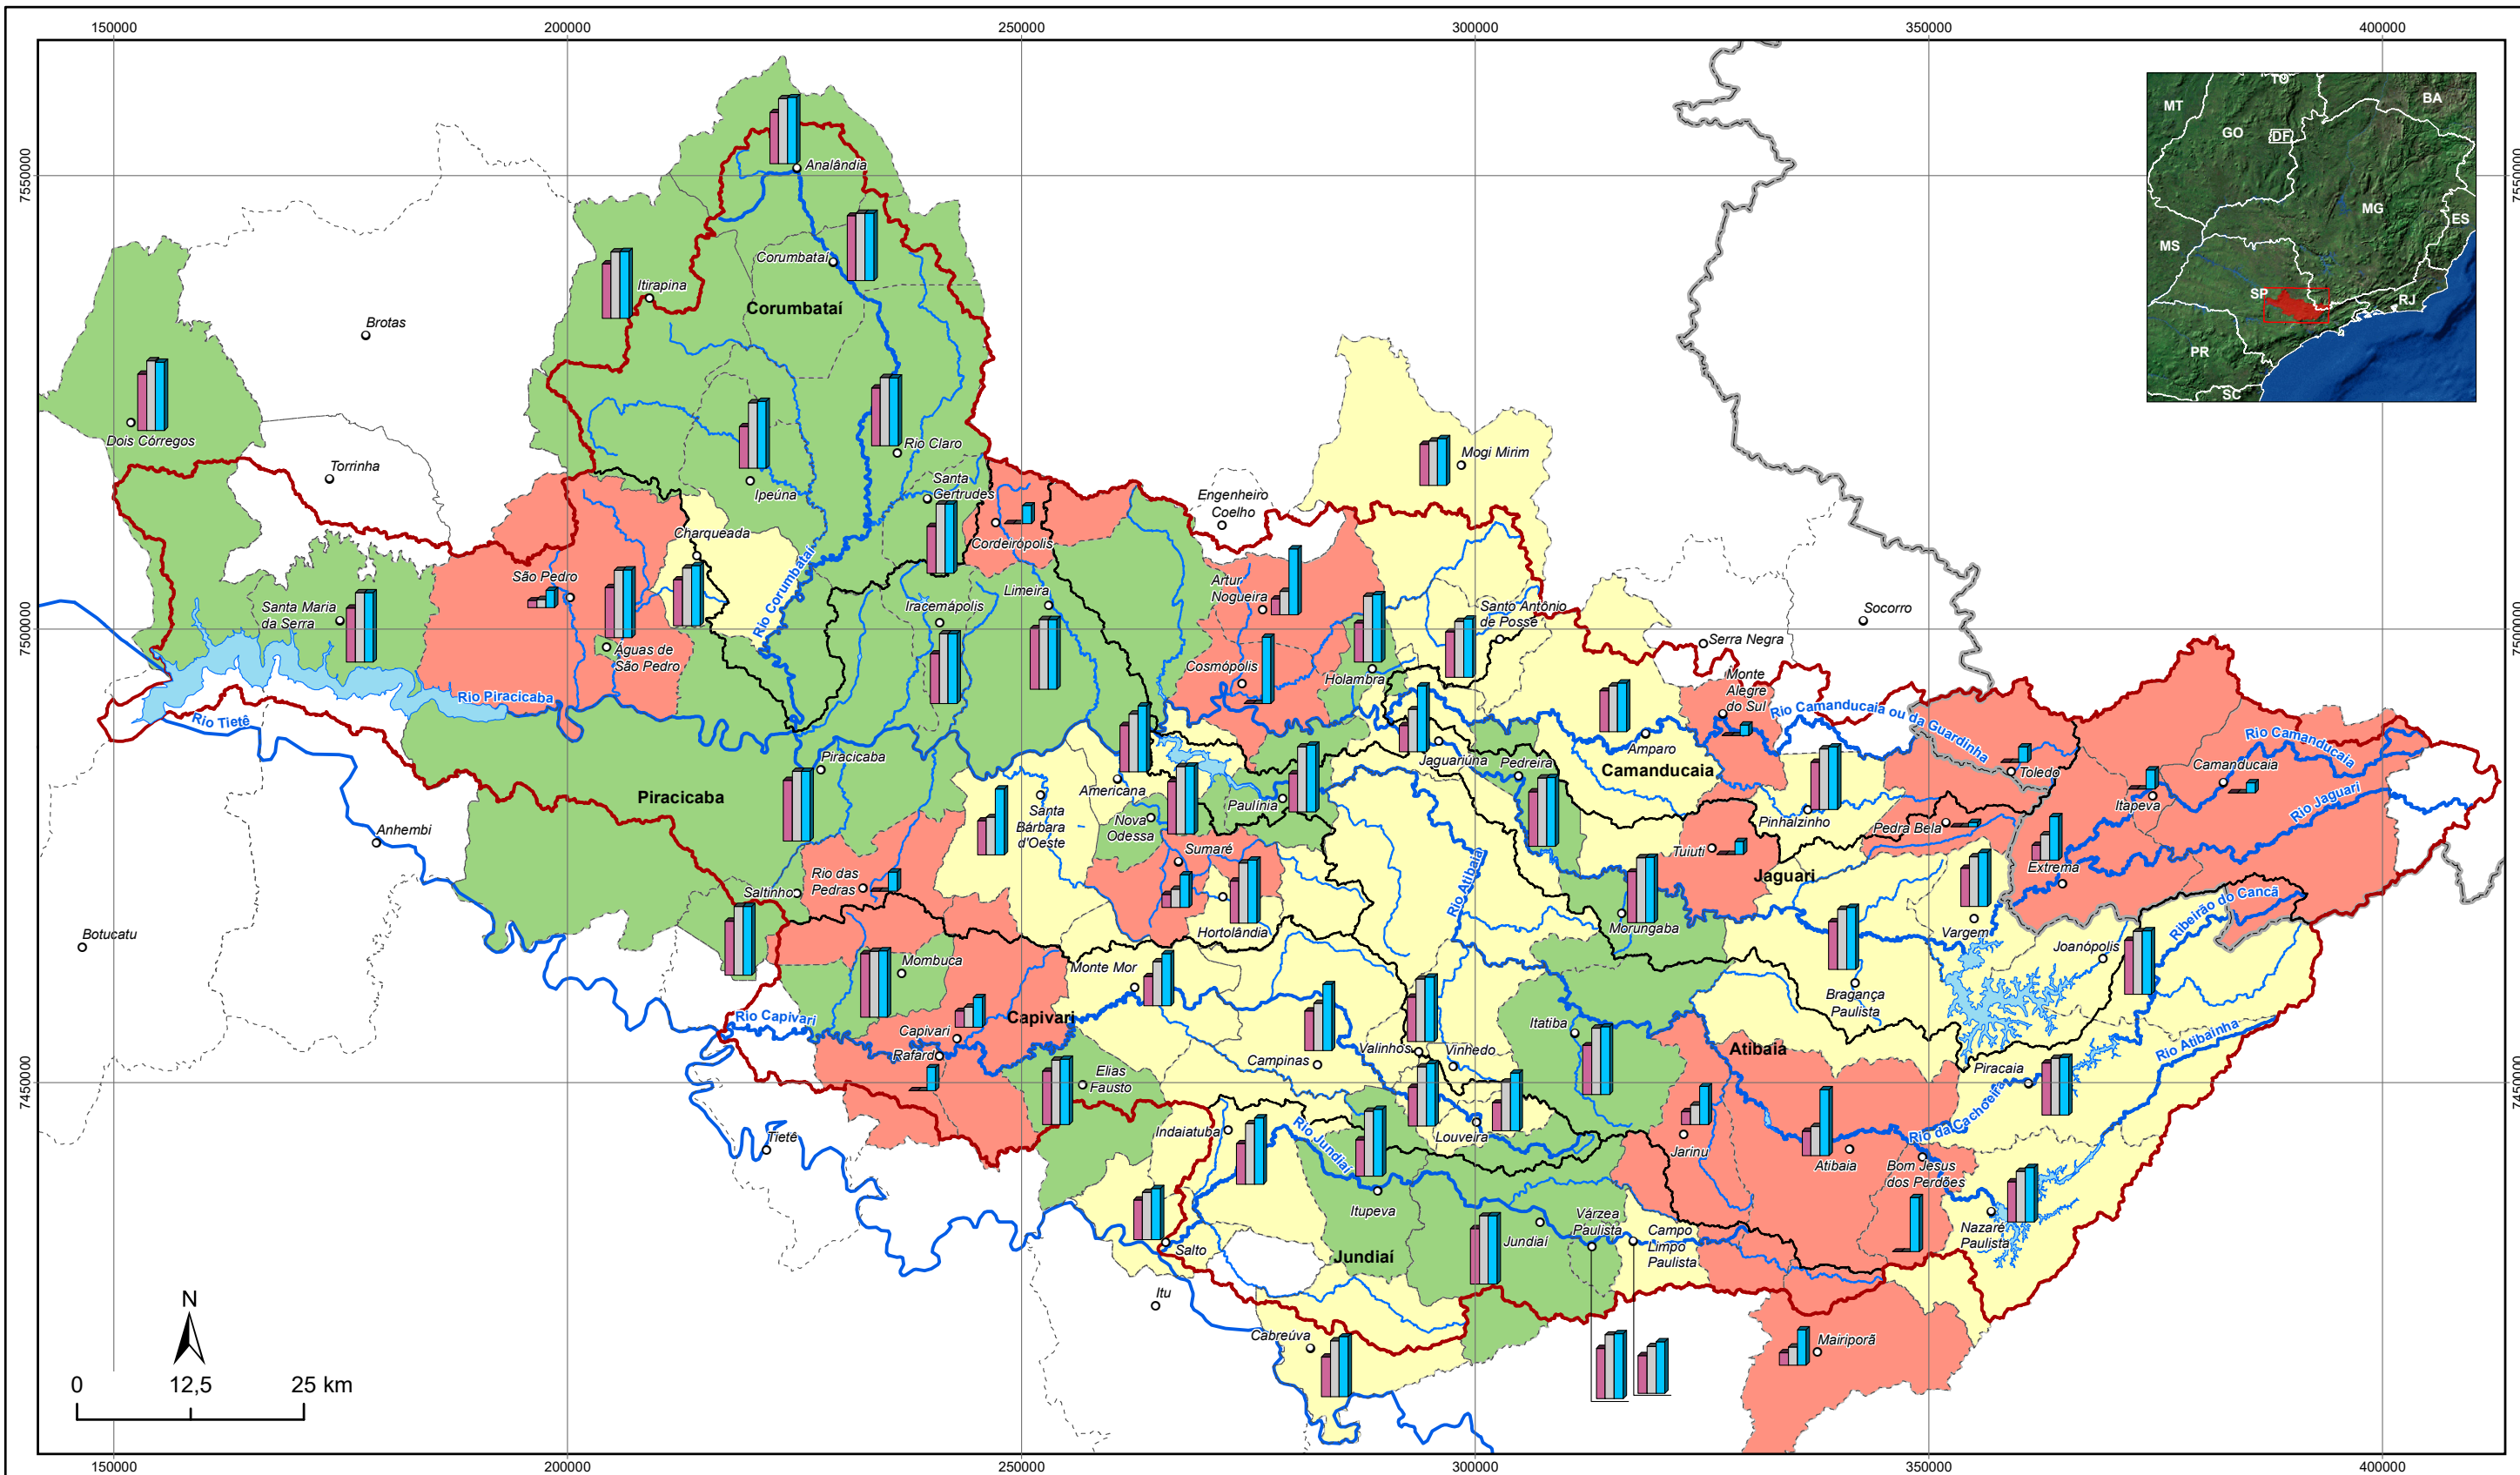 150000
200000
250000
300000
350000
400000
7550000
7550000
7500000
7500000
7450000
7450000
TO
MT
BA
GO
DF
MG
ES
MS
SP
RJ
PR
SC
Analândia
Corumbataí
Itirapina
Corumbataí
Brotas
Dois Córregos
Torrinha
Rio Claro
Ipeúna
Santa
Gertrudes
Mogi Mirim
Engenheiro
Coelho
Charqueada
Cordeirópolis
São Pedro
Rio Corumbataí
Iracemápolis
Limeira
Artur
Nogueira
Santo Antônio
de Posse
Socorro
Santa Maria
da Serra
Águas de
São Pedro
Serra Negra
Cosmópolis
Holambra
Monte
Alegre
do Sul
Rio Piracicaba
Rio Tietê
Rio Camanducaia ou da Guardinha
Rio Camanducaia
Amparo
Jaguariúna
Pedreira
Camanducaia
Toledo
Camanducaia
Itapeva
Rio Jaguari
Piracicaba
Piracicaba
Americana
Paulínia
Santa
Bárbara
d'Oeste
Nova
Odessa
Pinhalzinho
Pedra Bela
Anhembi
Sumaré
Tuiuti
Jaguari
Extrema
Rio das
Pedras
Saltinho
Rio Atibaia
Ribeirão do Cancã
Botucatu
Hortolândia
Morungaba
Vargem
Joanópolis
Mombuca
Monte Mor
Bragança
Paulista
Rio Capivari
Capivari
Capivari
Rafard
Itatiba
Atibaia
Rio Atibainha
Campinas
Valinhos
Vinhedo
Piracaia
Elias
Fausto
Rio da Cachoeira
Tietê
Indaiatuba
Rio Jundiaí
Louveira
Jarinu
Atibaia
Bom Jesus
dos Perdões
Itupeva
Várzea
Paulista
Campo
Limpo
Paulista
Jundiaí
Nazaré
Paulista
Salto
Jundiaí
Itu
Cabreúva
Mairiporã
N
0
12,5
25 km
150000
200000
250000
300000
350000
400000